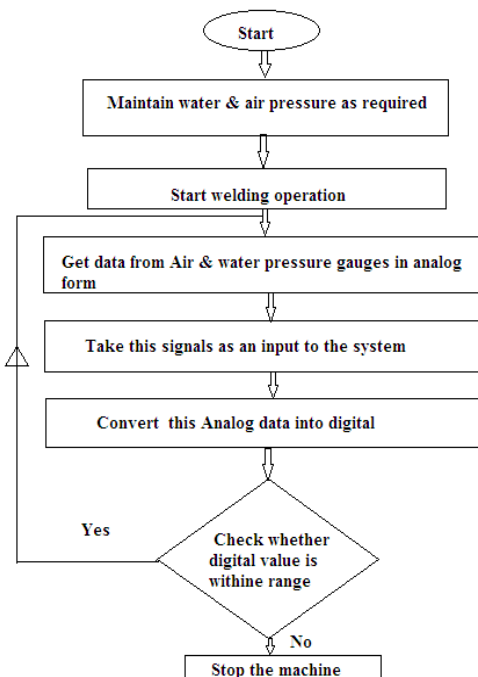 Start
Maintain water & air pressure as required
Start welding operation
Get data from Air & water pressure gauges in analog
form
Take this signals as an input to the system
Convert this Analog data into digital
Yes
Check whether
digital value is
withine range
No
Stop the machine